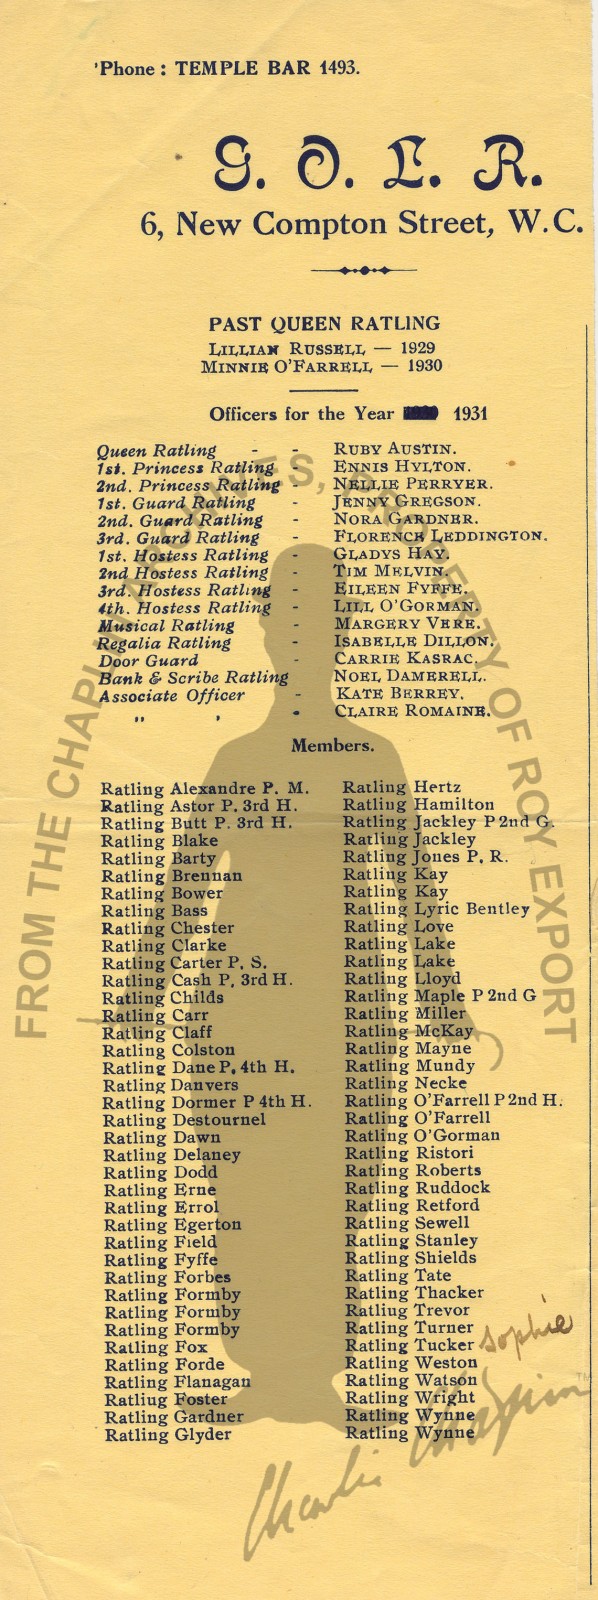 'Phone: TEMPLE BAR 1493.
G. O. L. R.
6, New Compton Street, W.C.
PAST QUEEN RATLING
LILLIAN RUSSELL — 1929
MINNIE O'FARRELL — 1930
Officers for the Year 1931
Queen Ratling - - RUBY AUSTIN.
1st. Princess Ratling - ENNIS HYLTON.
2nd. Princess Ratling - NELLIE PERRYER.
1st. Guard Ratling - JENNY GREGSON.
2nd. Guard Ratling - NORA GARDNER.
3rd. Guard Ratling - FLORENCE LEDDINGTON.
1st. Hostess Ratling - GLADYS HAY.
2nd Hostess Ratling - TIM MELVIN.
3rd. Hostess Ratling - EILEEN FYFFE.
4th. Hostess Ratling - LILL O'GORMAN.
Musical Ratling - MARGERY VERE.
Regalia Ratling - ISABELLE DILLON.
Door Guard - CARRIE KASRAC.
Bank & Scribe Ratling NOEL DAMERELL.
Associate Officer - KATE BERREY.
" ' - CLAIRE ROMAINE.
Members.
Ratling Alexandre P. M.
Ratling Astor P. 3rd H.
Ratling Butt P. 3rd H.
Ratling Blake
Ratling Barty
Ratling Brennan
Ratling Bower
Ratling Bass
Ratling Chester
Ratling Clarke
Ratling Carter P. S.
Ratling Cash P. 3rd H.
Ratling Childs
Ratling Carr
Ratling Claff
Ratling Colston
Ratling Dane P. 4th H.
Ratling Danvers
Ratling Dormer P 4th H.
Ratling Destournel
Ratling Dawn
Ratling Delaney
Ratling Dodd
Ratling Erne
Ratling Errol
Ratling Egerton
Ratling Field
Ratling Fyffe
Ratling Forbes
Ratling Formby
Ratling Formby
Ratling Formby
Ratling Fox
Ratling Forde
Ratling Flanagan
Ratliug Foster
Ratling Gardner
Ratling Glyder
Ratling Hertz
Ratling Hamilton
Ratling Jackley P 2nd G.
Ratling Jackley
Ratling Jones P. R.
Ratling Kay
Ratling Kay
Ratling Lyric Bentley
Ratling Love
Ratling Lake
Ratling Lake
Ratling Lloyd
Ratling Maple P 2nd G
Ratling Miller
Ratling McKay
Ratling Mayne
Ratling Mundy
Ratling Necke
Ratling O'Farrell P 2nd H.
Ratling O'Farrell
Ratling O'Gorman
Ratling Ristori
Ratling Roberts
Ratling Ruddock
Ratling Retford
Ratling Sewell
Ratling Stanley
Ratling Shields
Ratling Tate
Ratling Thacker
Ratling Trevor
Ratling Turner
Ratling Tucker sophie
Ratling Weston
Ratling Watson
Ratling Wright
Ratling Wynne
Ratling Wynne
FROM THE CHAPLIN ARCHIVES, PROPERTY OF ROY EXPORT
Charlie Chaplin TM